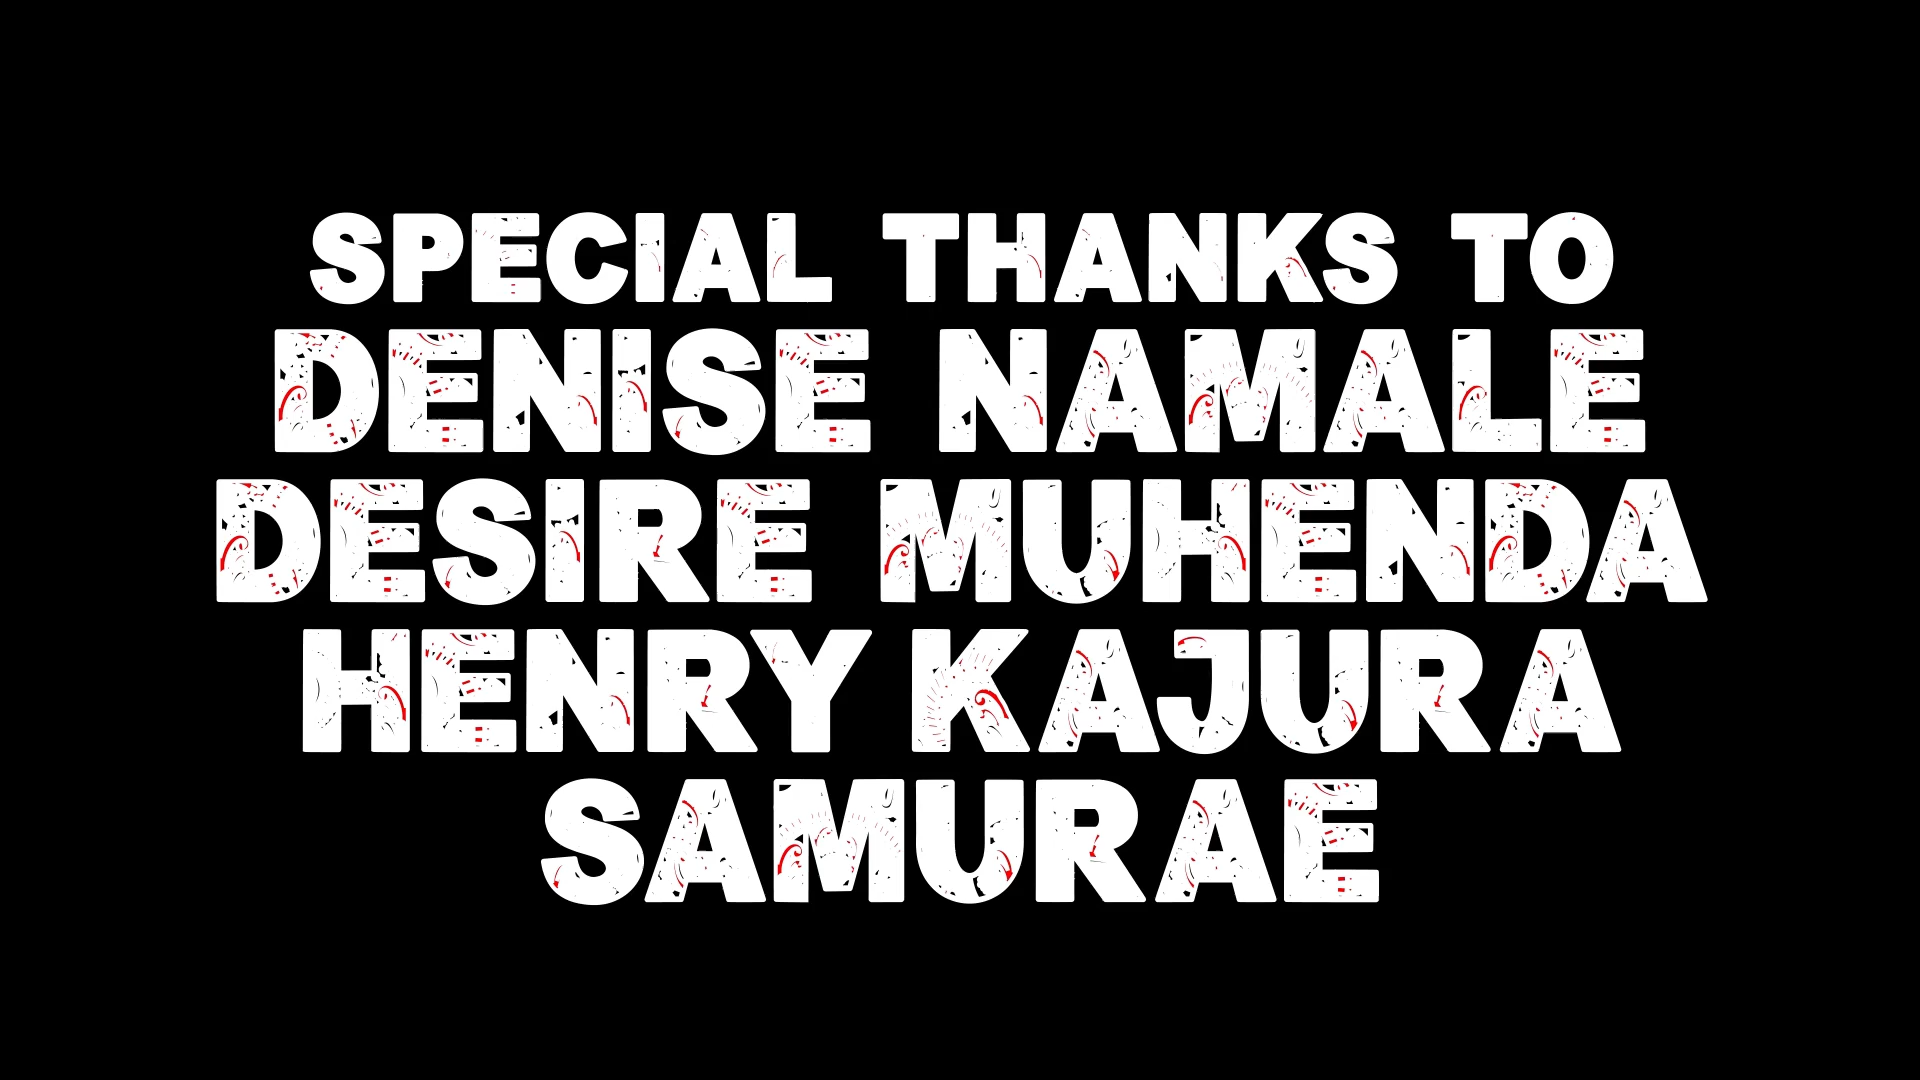 SPECIAL THANKS TO
DENISE NAMALE
DESIRE MUHENDA
HENRY KAJURA
SAMURAE